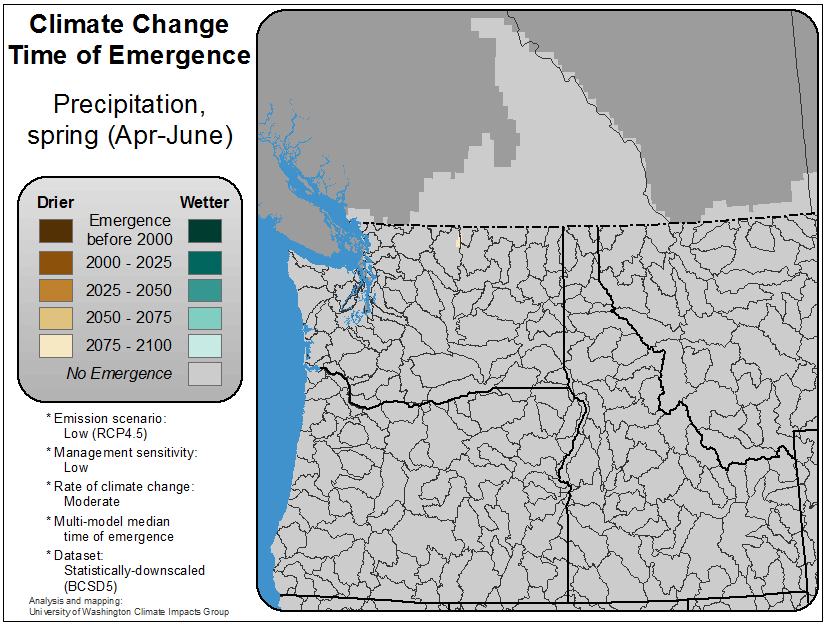 Climate Change
Time of Emergence
Precipitation,
spring (Apr-June)
Drier Wetter
Emergence
before 2000
2000 - 2025
2025 - 2050
2050 - 2075
2075 - 2100
No Emergence
* Emission scenario:
Low (RCP4.5)
* Management sensitivity:
Low
* Rate of climate change:
Moderate
* Multi-model median
time of emergence
* Dataset:
Statistically-downscaled
(BCSD5)
Analysis and mapping:
University of Washington Climate Impacts Group